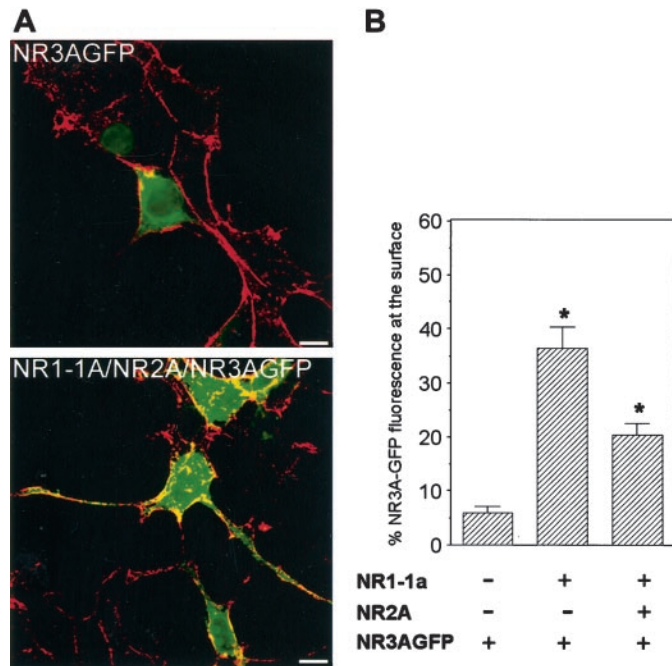 A
NR3AGFP
NR1-1A/NR2A/NR3AGFP
B
% NR3A-GFP fluorescence at the surface
60
50
40
30
20
10
0
*
*
NR1-1a - + +
NR2A - - +
NR3AGFP + + +